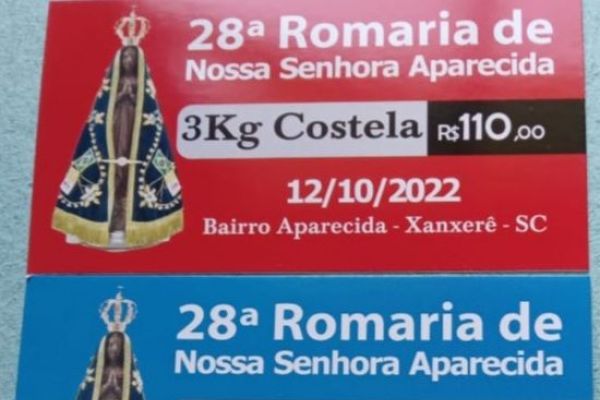 28ª Romaria de
Nossa Senhora Aparecida
3Kg Costela R$110,00
12/10/2022
Bairro Aparecida - Xanxerê - SC
28ª Romaria de
Nossa Senhora Aparecida